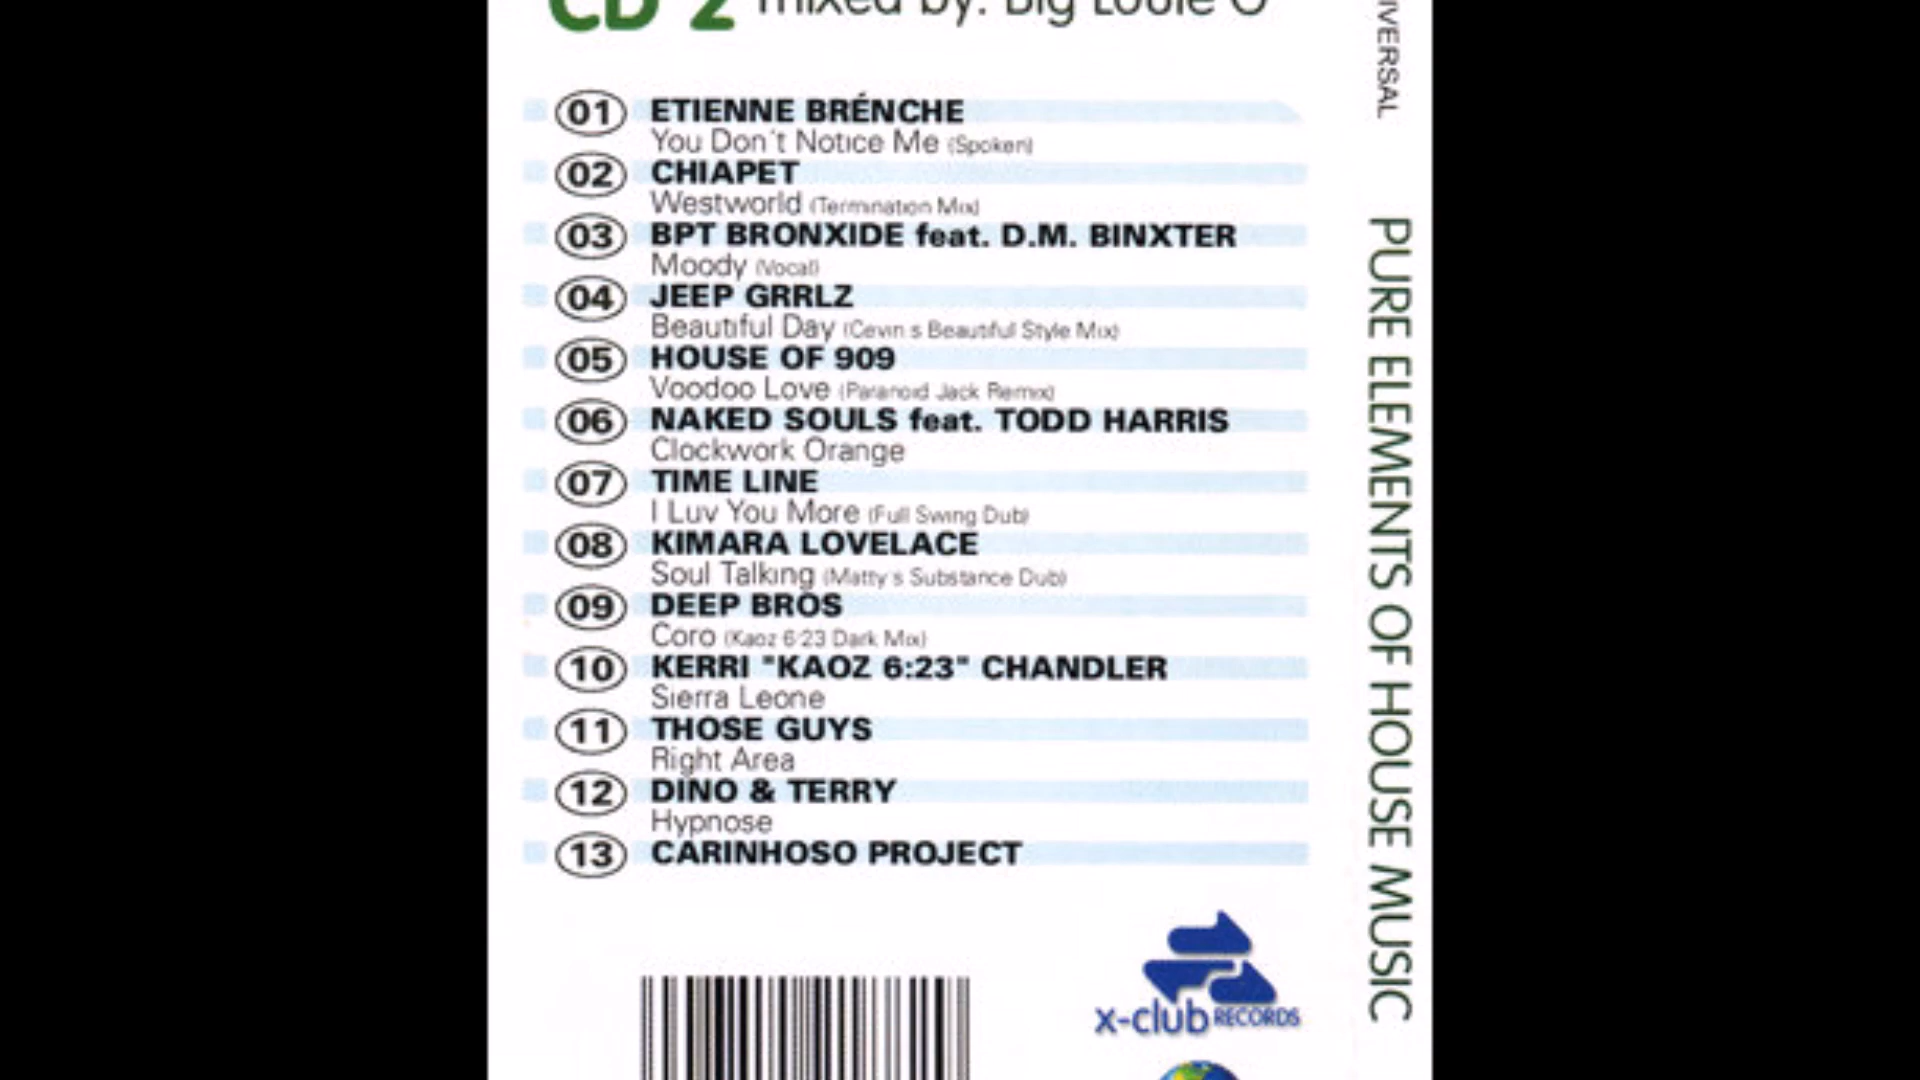 CD 2 mixed by: Big Louie O
01 ETIENNE BRÉNCHE
You Don't Notice Me (Spoken)
02 CHIAPET
Westworld (Termination Mix)
03 BPT BRONXIDE feat. D.M. BINXTER
Moody (Vocal)
04 JEEP GRRLZ
Beautiful Day (Cevin s Beautiful Style Mix)
05 HOUSE OF 909
Voodoo Love (Paranoid Jack Remix)
06 NAKED SOULS feat. TODD HARRIS
Clockwork Orange
07 TIME LINE
I Luv You More (Full Swing Dub)
08 KIMARA LOVELACE
Soul Talking (Matty's Substance Dub)
09 DEEP BRÒS
Coro (Kaoz 6:23 Dark Mix)
10 KERRI "KAOZ 6:23" CHANDLER
Sierra Leone
11 THOSE GUYS
Right Area
12 DINO & TERRY
Hypnose
13 CARINHOSO PROJECT
x-club RECORDS
PURE ELEMENTS OF HOUSE MUSIC